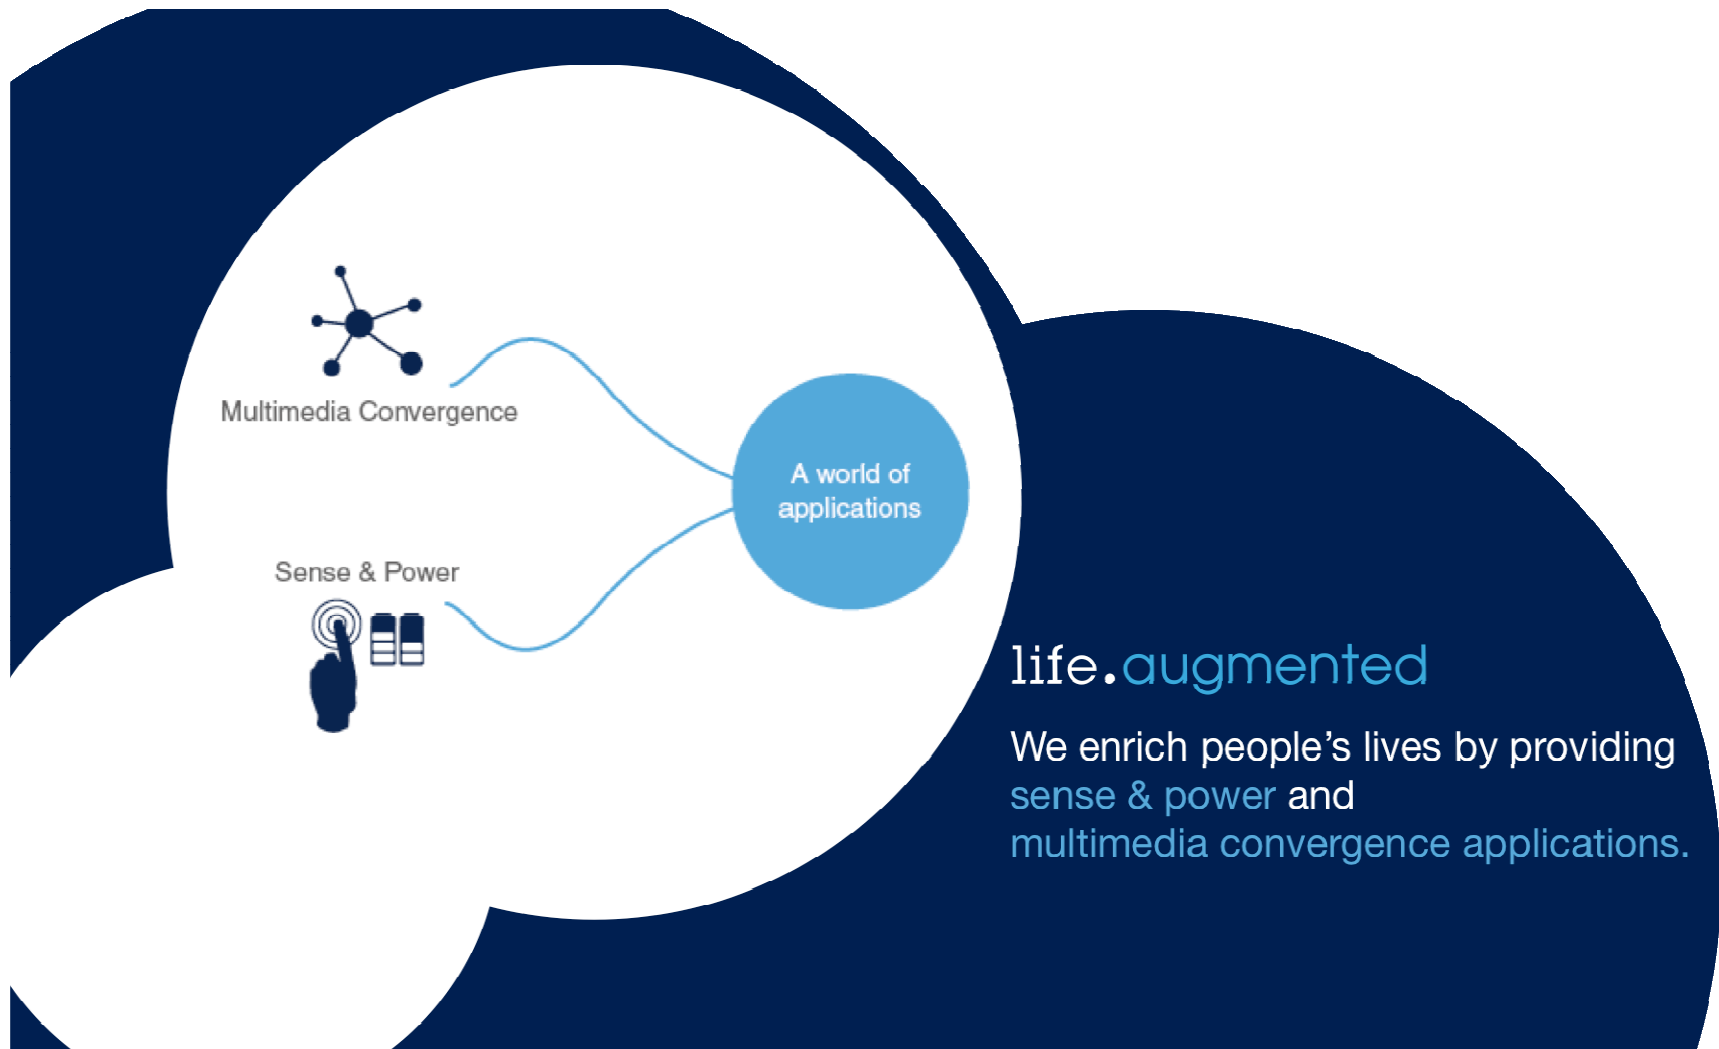 Multimedia Convergence
A world of
applications
Sense & Power
life.augmented
We enrich people’s lives by providing
sense & power and
multimedia convergence applications.